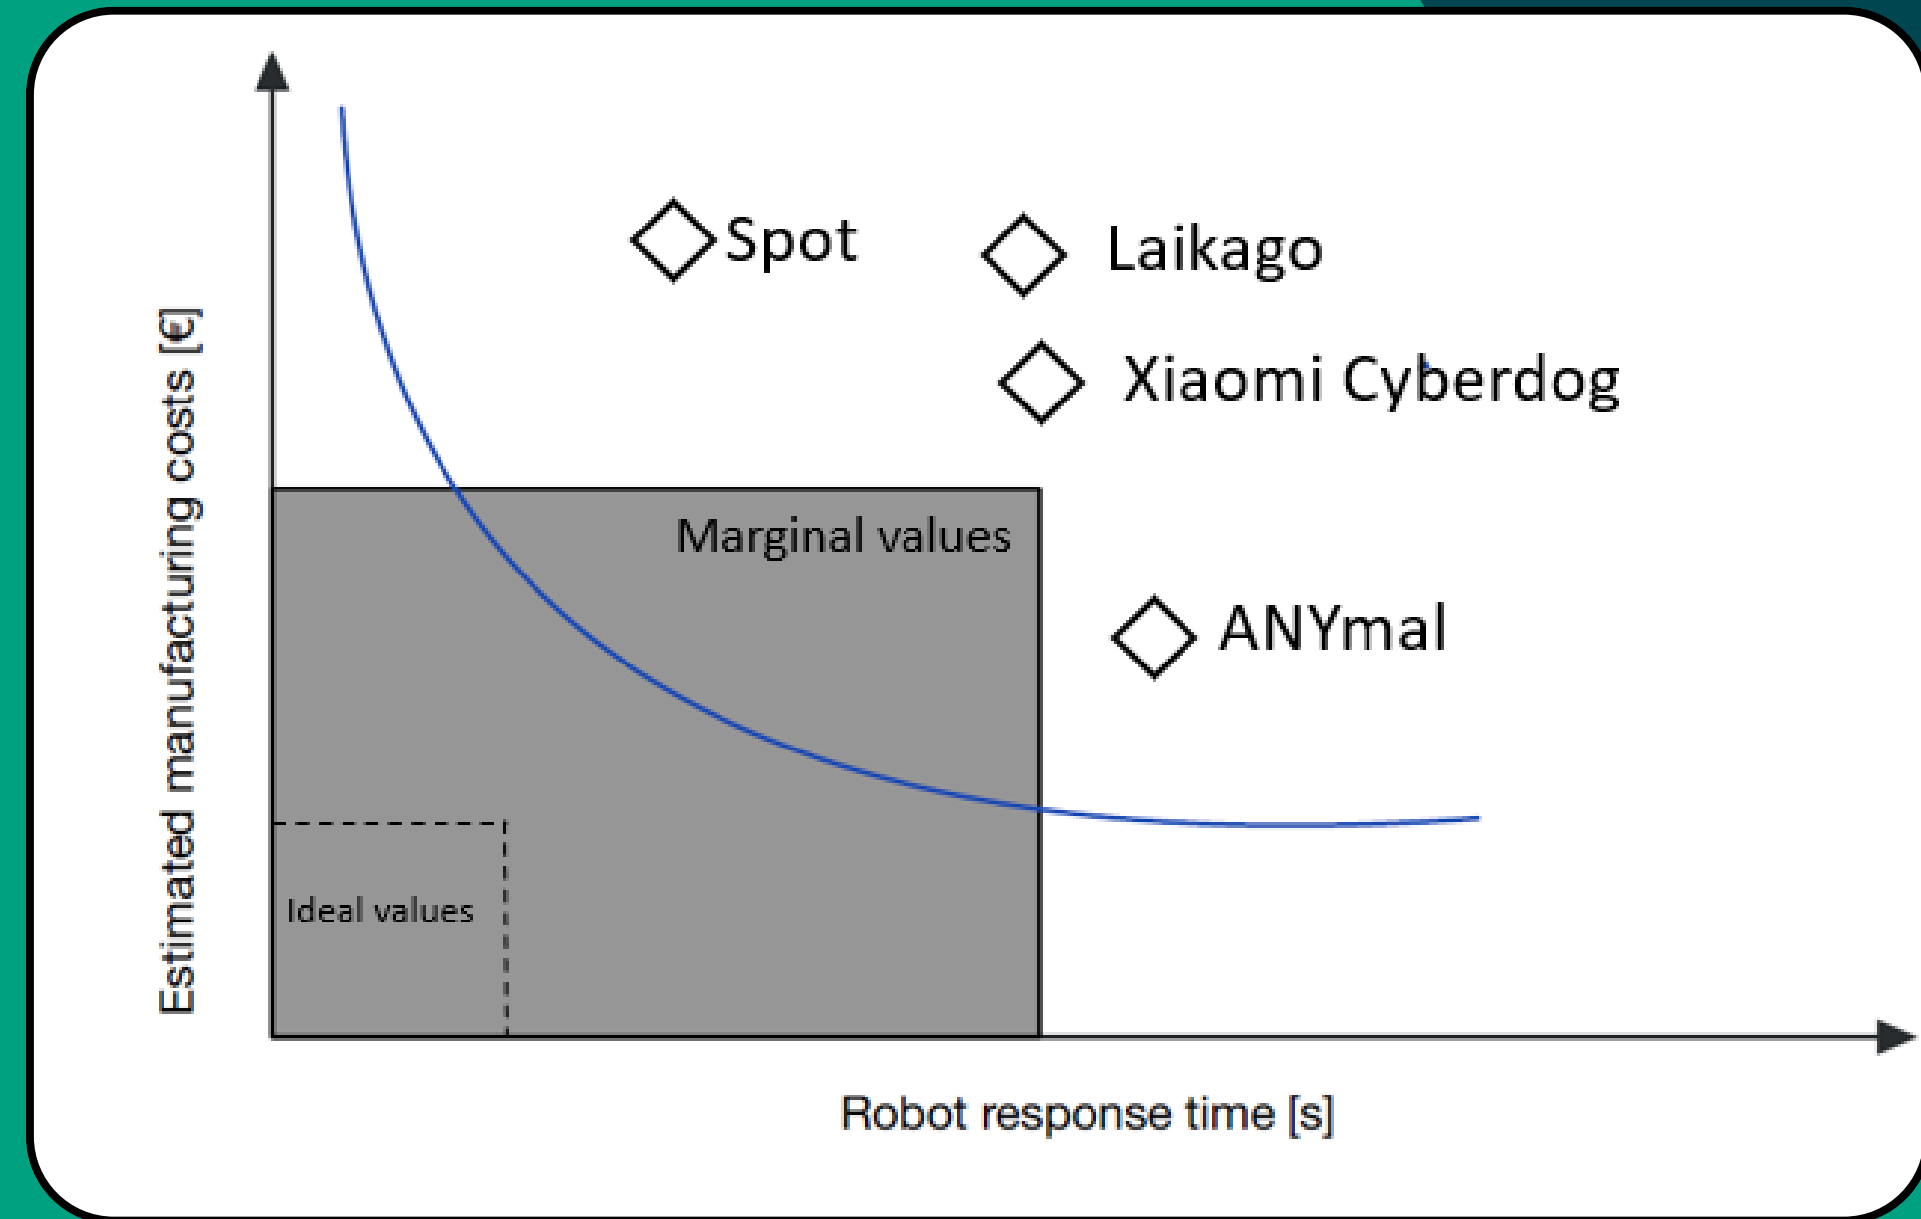 Spot
Laikago
Xiaomi Cyberdog
Marginal values
ANYmal
Ideal values
Estimated manufacturing costs [€]
Robot response time [s]